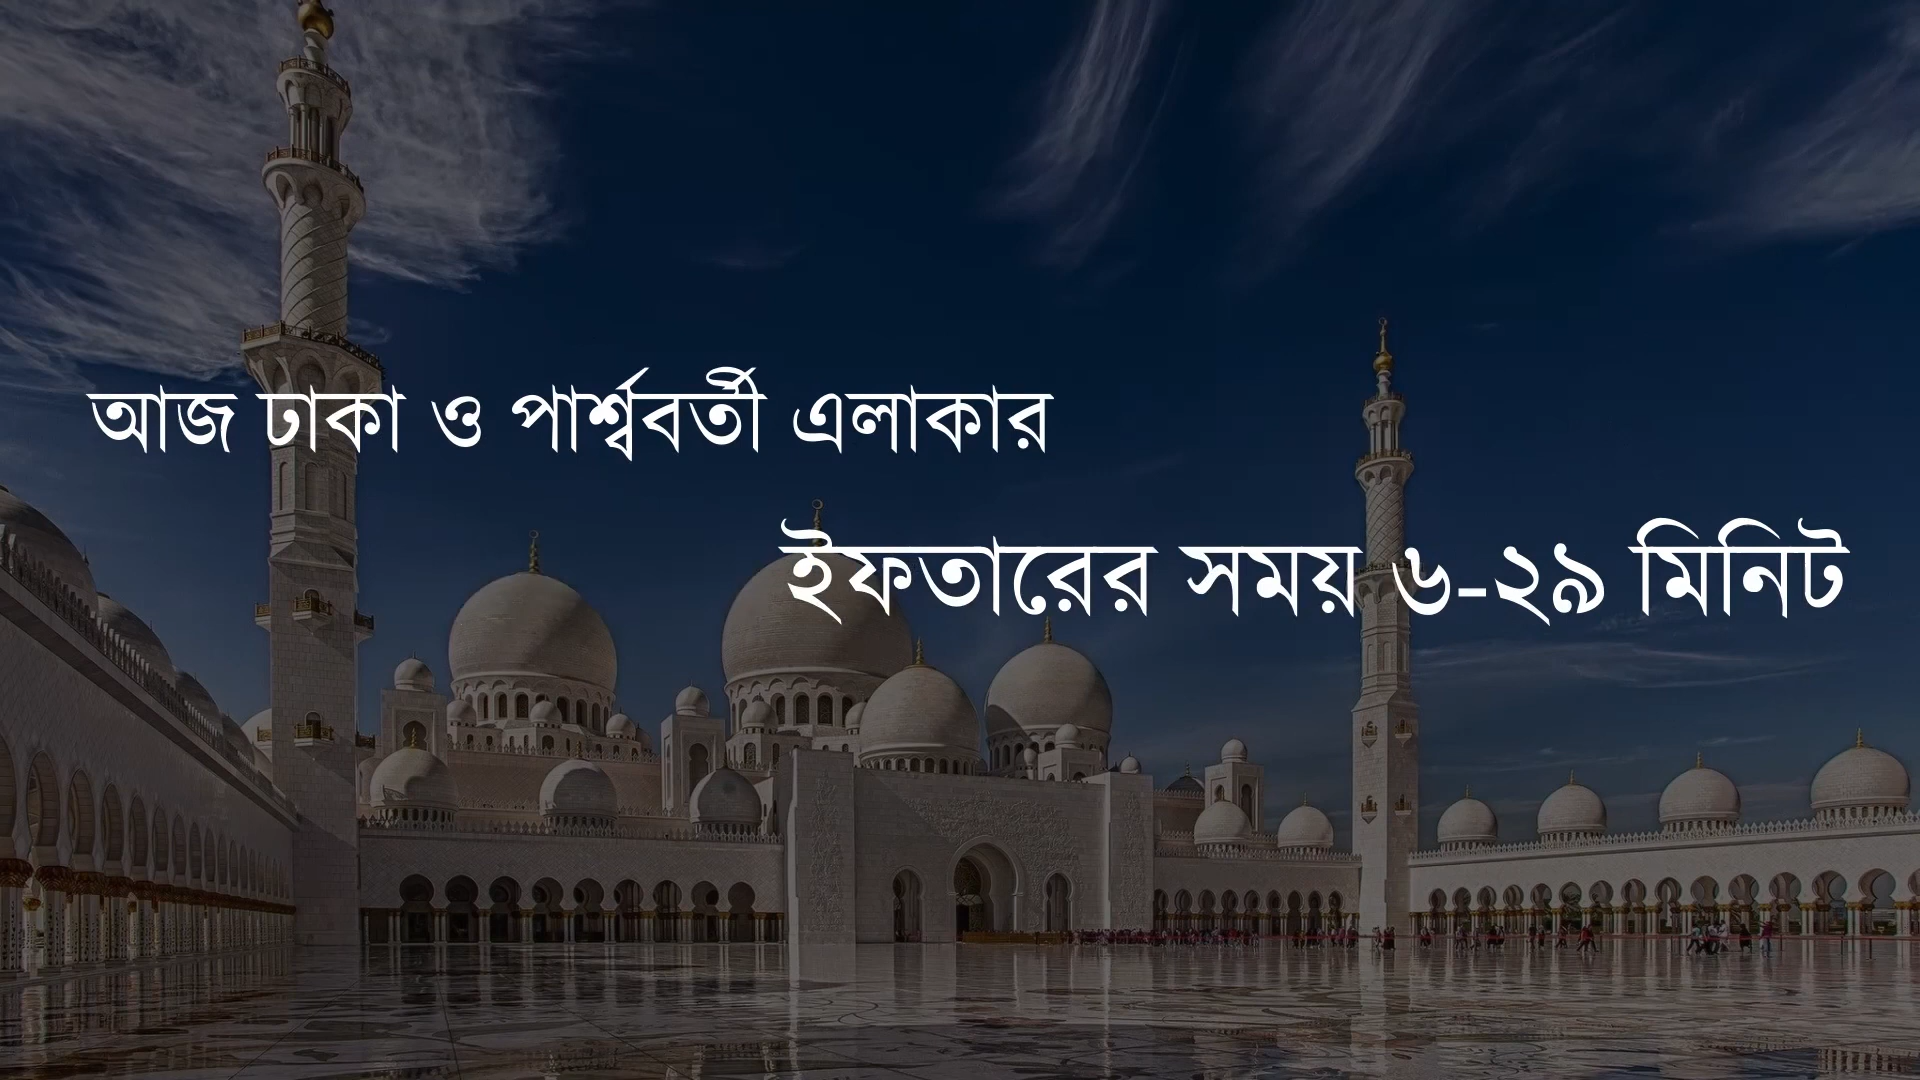 আজ ঢাকা ও পার্শ্ববর্তী এলাকার
ইফতারের সময় ৬-২৯ মিনিট